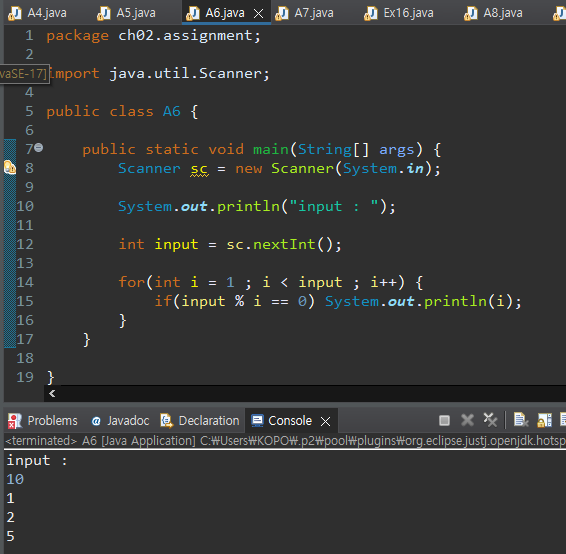 A4.java A5.java A6.java A7.java Ex16.java A8.java
1 package ch02.assignment;
2
vaSE-17] import java.util.Scanner;
4
5 public class A6 {
6
7 public static void main(String[] args) {
8 Scanner sc = new Scanner(System.in);
9
10 System.out.println("input : ");
11
12 int input = sc.nextInt();
13
14 for(int i = 1 ; i < input ; i++) {
15 if(input % i == 0) System.out.println(i);
16 }
17 }
18
19 }
Problems @ Javadoc Declaration Console
<terminated> A6 [Java Application] C:₩Users₩KOPO₩.p2₩pool₩plugins₩org.eclipse.justj.openjdk.hotsp
input :
10
1
2
5